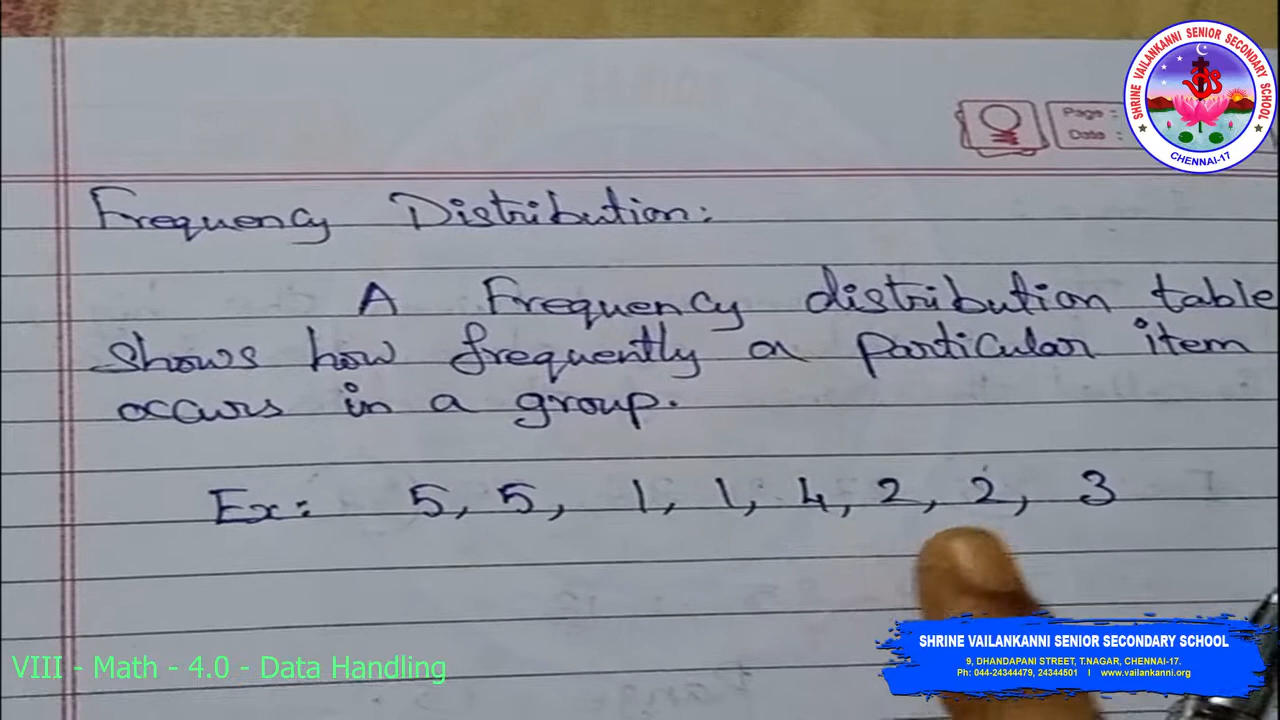 SHRINE VAILANKANNI SENIOR SECONDARY SCHOOL
CHENNAI-17
Page :
Date :
Frequency Distribution:
A Frequency distribution table
shows how frequently a particular item
occurs in a group.
Ex: 5, 5, 1, 1, 4, 2, 2, 3
SHRINE VAILANKANNI SENIOR SECONDARY SCHOOL
9, DHANDAPANI STREET, T.NAGAR, CHENNAI-17.
Ph: 044-24344479, 24344501 I www.vailankanni.org
VIII - Math - 4.0 - Data Handling